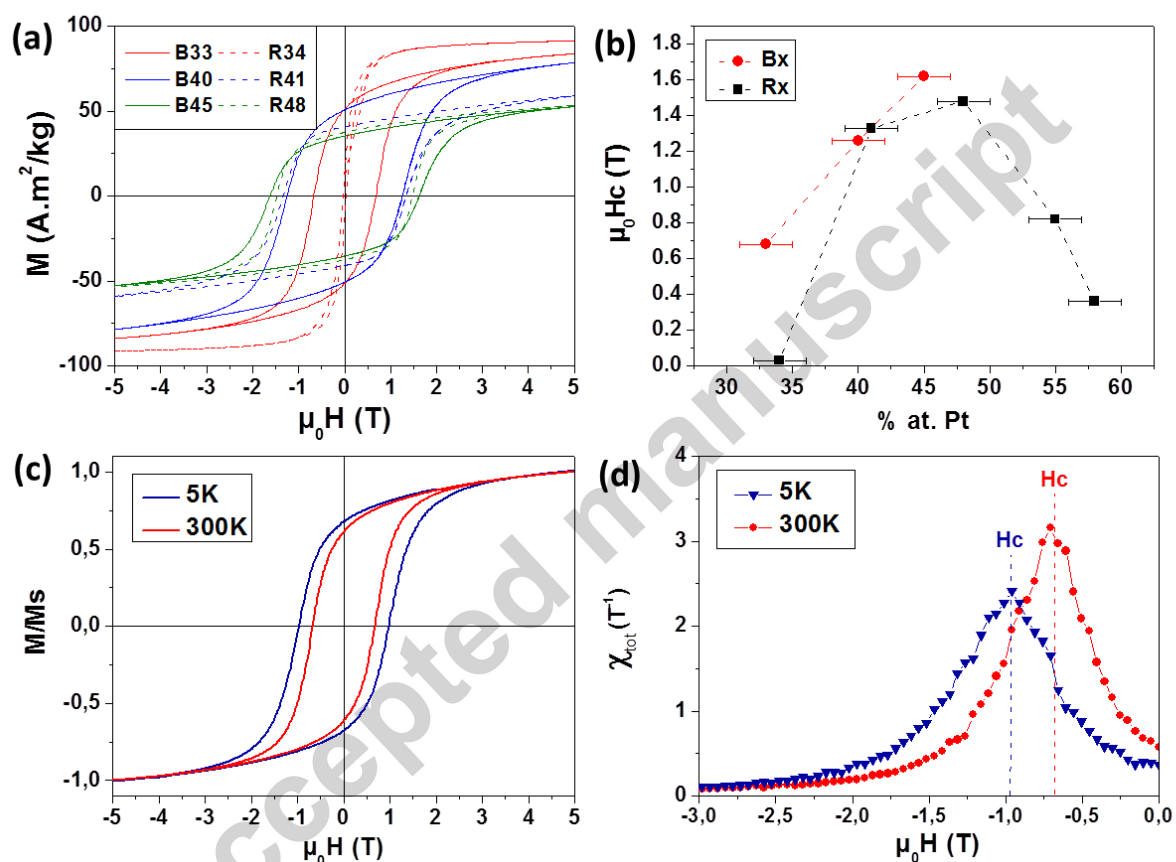 (a)
B33 R34
B40 R41
B45 R48
100
50
0
-50
-100
M (A.m²/kg)
-5 -4 -3 -2 -1 0 1 2 3 4 5
μ₀H (T)
(b)
Bx
Rx
1.8
1.6
1.4
1.2
1.0
0.8
0.6
0.4
0.2
0.0
μ₀Hc (T)
30 35 40 45 50 55 60
% at. Pt
(c)
5K
300K
1,0
0,5
0,0
-0,5
-1,0
M/Ms
-5 -4 -3 -2 -1 0 1 2 3 4 5
μ₀H (T)
(d)
5K
300K
Hc
Hc
4
3
2
1
0
χtot (T⁻¹)
-3,0 -2,5 -2,0 -1,5 -1,0 -0,5 0,0
μ₀H (T)
ccepted manuscript